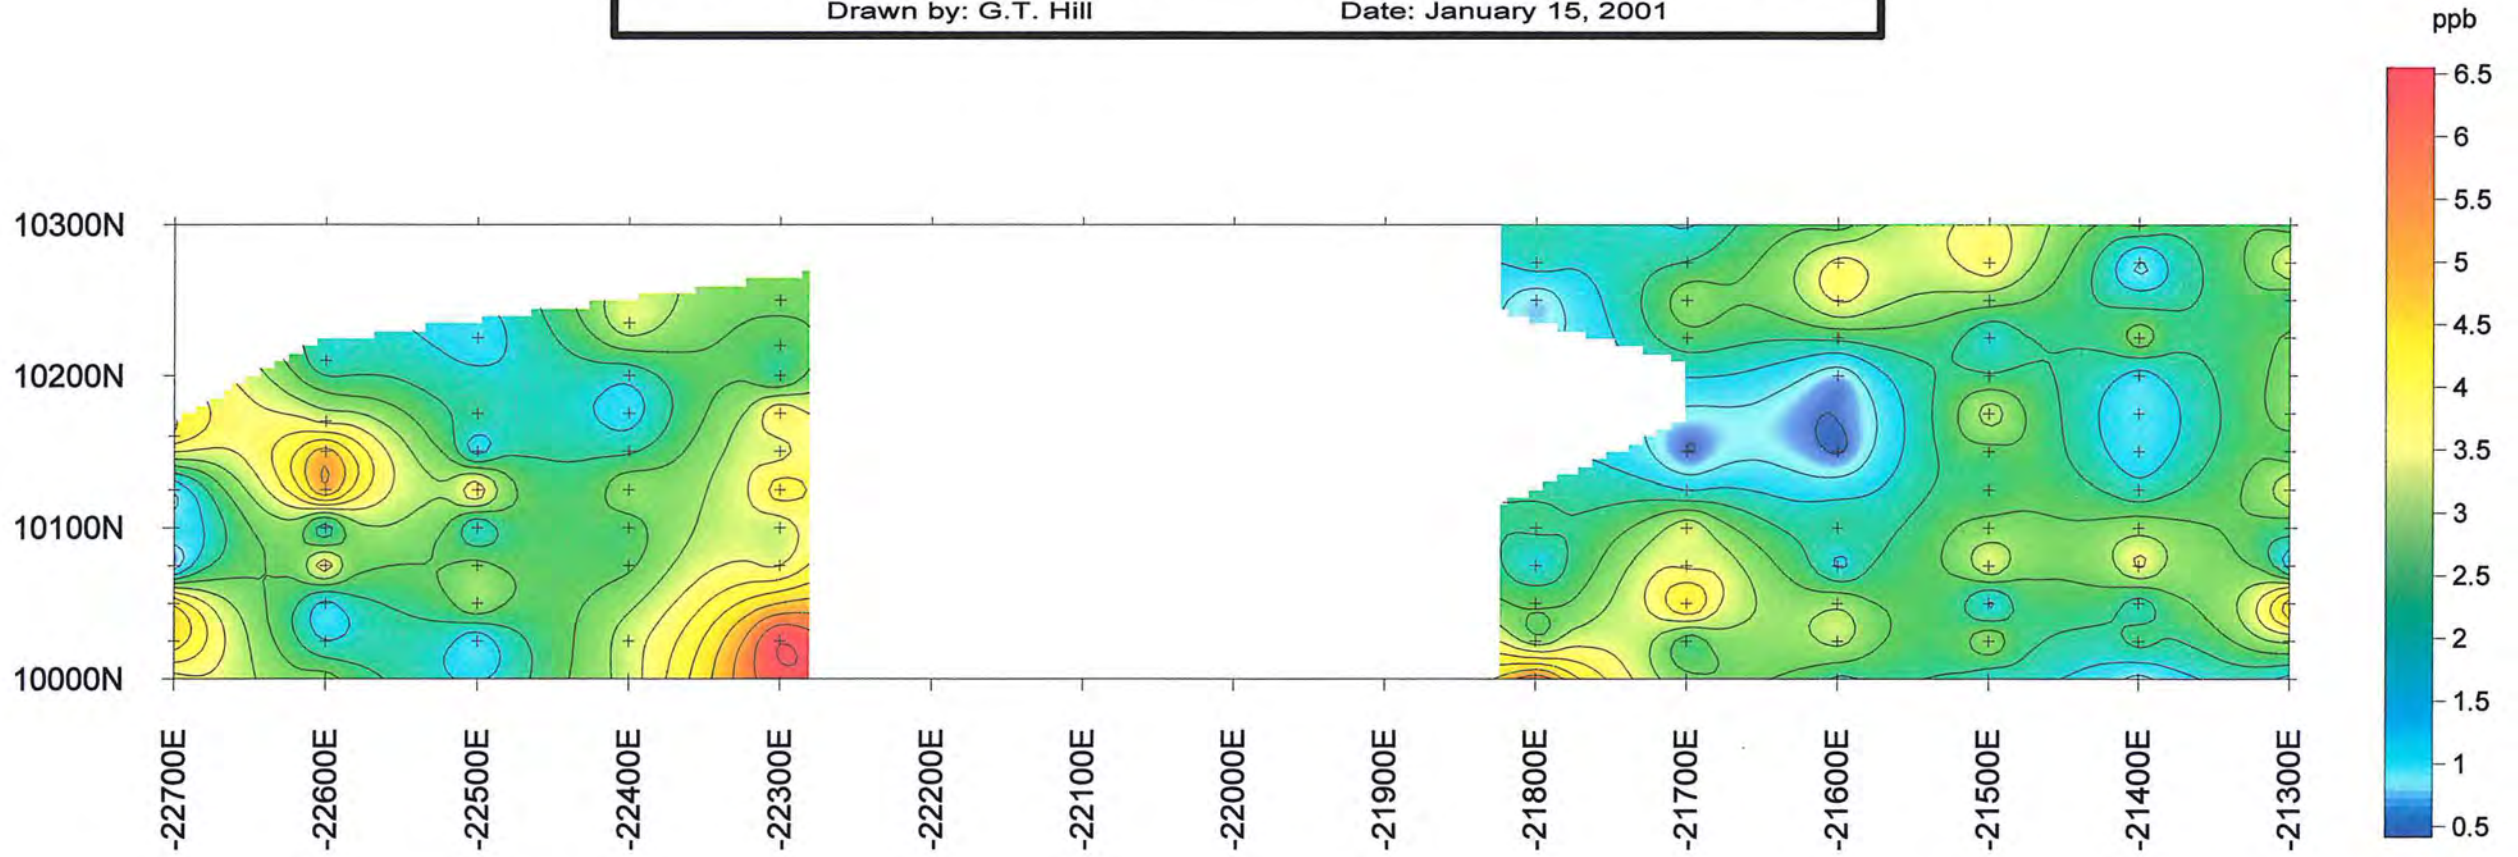 Drawn by: G.T. Hill Date: January 15, 2001
ppb
6.5
6
5.5
5
4.5
4
3.5
3
2.5
2
1.5
1
0.5
10300N
10200N
10100N
10000N
-22700E
-22600E
-22500E
-22400E
-22300E
-22200E
-22100E
-22000E
-21900E
-21800E
-21700E
-21600E
-21500E
-21400E
-21300E